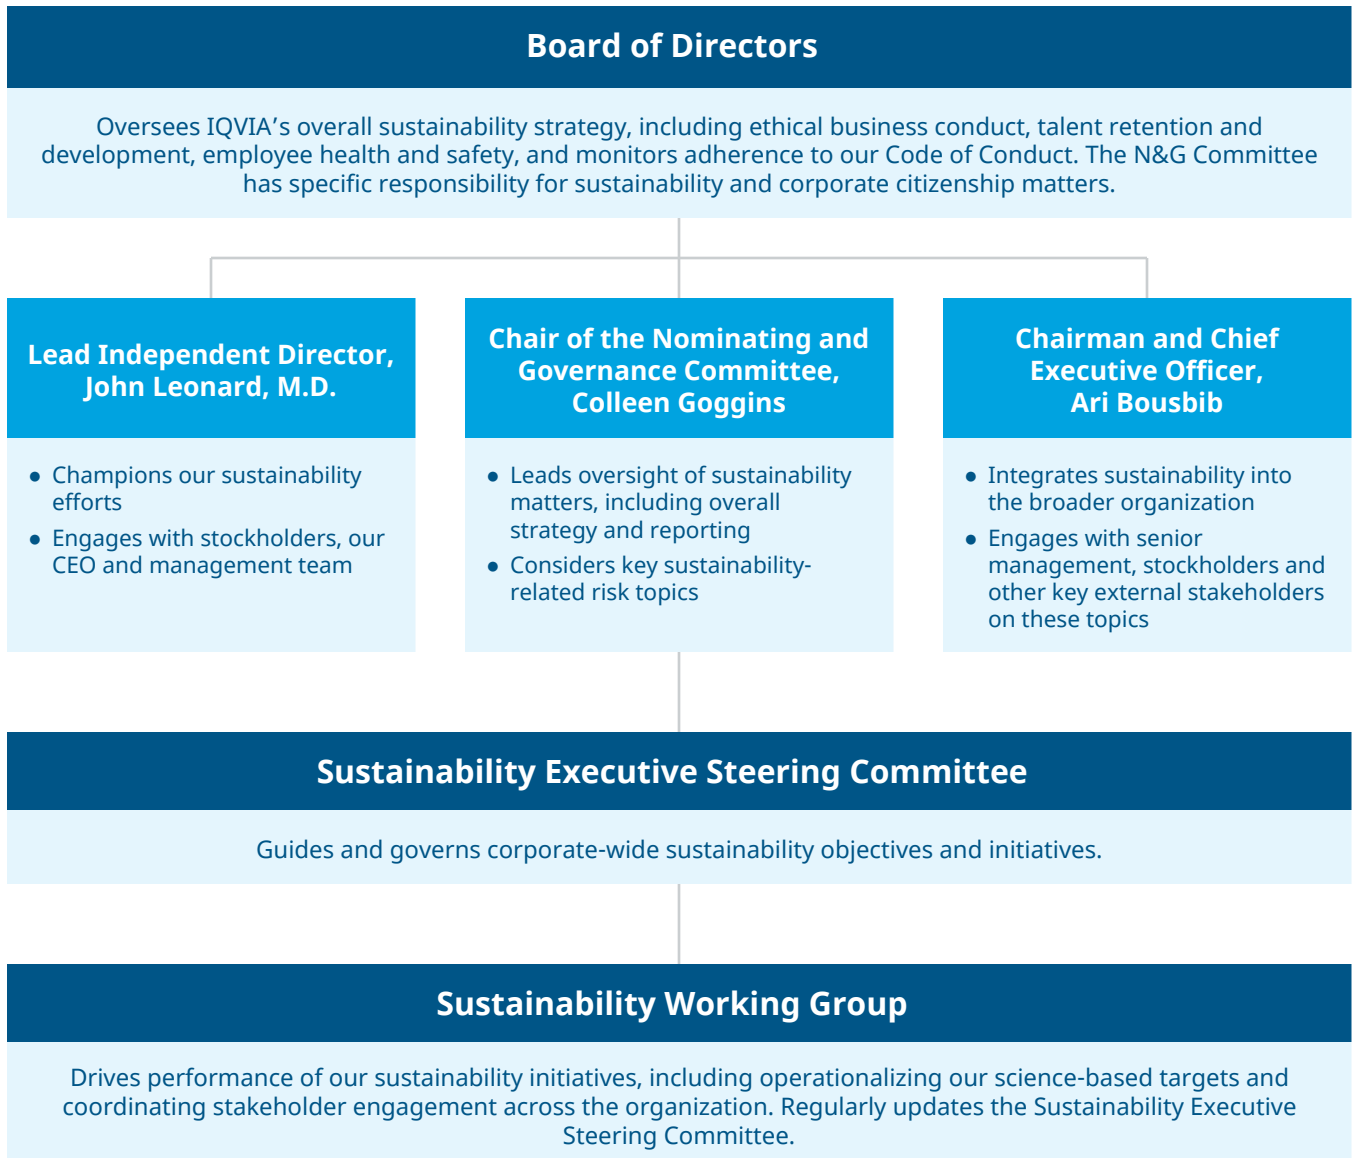 Board of Directors
Oversees IQVIA’s overall sustainability strategy, including ethical business conduct, talent retention and
development, employee health and safety, and monitors adherence to our Code of Conduct. The N&G Committee
has specific responsibility for sustainability and corporate citizenship matters.
Lead Independent Director,
John Leonard, M.D.
● Champions our sustainability
efforts
● Engages with stockholders, our
CEO and management team
Chair of the Nominating and
Governance Committee,
Colleen Goggins
● Leads oversight of sustainability
matters, including overall
strategy and reporting
● Considers key sustainability-
related risk topics
Chairman and Chief
Executive Officer,
Ari Bousbib
● Integrates sustainability into
the broader organization
● Engages with senior
management, stockholders and
other key external stakeholders
on these topics
Sustainability Executive Steering Committee
Guides and governs corporate-wide sustainability objectives and initiatives.
Sustainability Working Group
Drives performance of our sustainability initiatives, including operationalizing our science-based targets and
coordinating stakeholder engagement across the organization. Regularly updates the Sustainability Executive
Steering Committee.